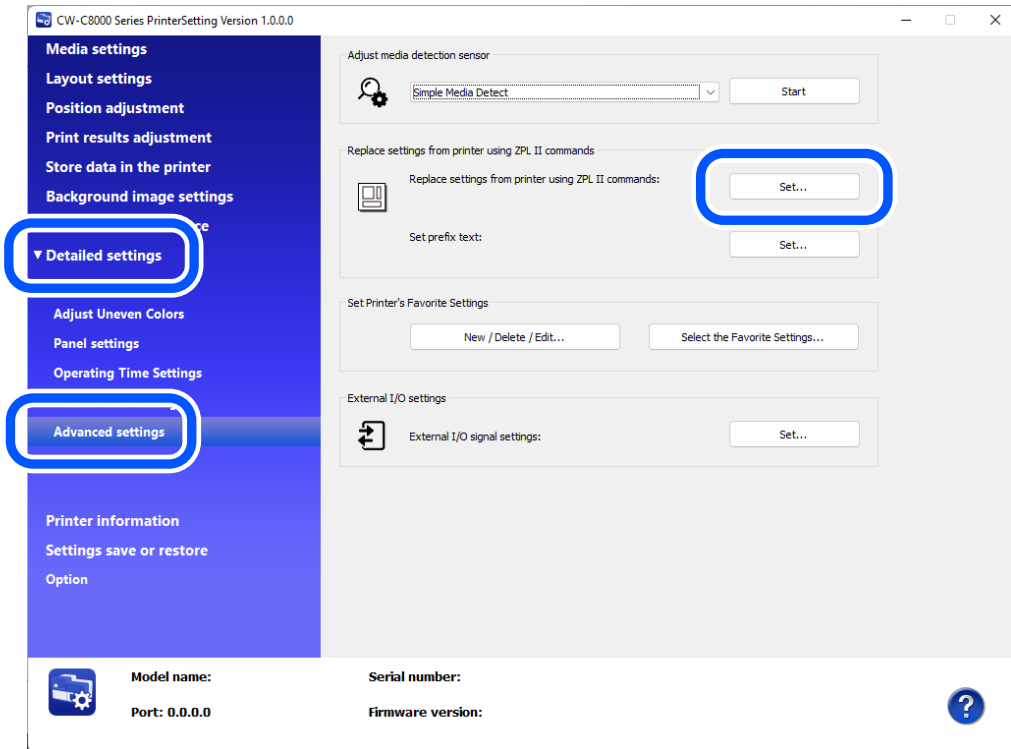 CW-C8000 Series PrinterSetting Version 1.0.0.0
Media settings
Layout settings
Position adjustment
Print results adjustment
Store data in the printer
Background image settings
▼ Detailed settings
Adjust Uneven Colors
Panel settings
Operating Time Settings
Advanced settings
Printer information
Settings save or restore
Option
Adjust media detection sensor
Simple Media Detect
Start
Replace settings from printer using ZPL II commands
Replace settings from printer using ZPL II commands:
Set...
Set prefix text:
Set...
Set Printer's Favorite Settings
New / Delete / Edit...
Select the Favorite Settings...
External I/O settings
External I/O signal settings:
Set...
Model name:
Serial number:
Port: 0.0.0.0
Firmware version:
?